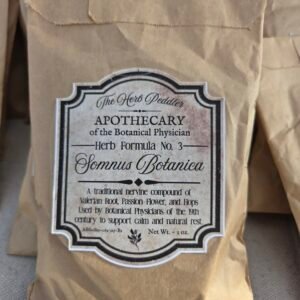 The Herb Peddler
APOTHECARY
of the Botanical Physician
Herb Formula No. 3
Somnus Botanica
A traditional nervine compound of
Valerian Root, Passion-Flower, and Hops
Used by Botanical Physicians of the 19th
century to support calm and natural rest
Net Wt. - 1 oz.